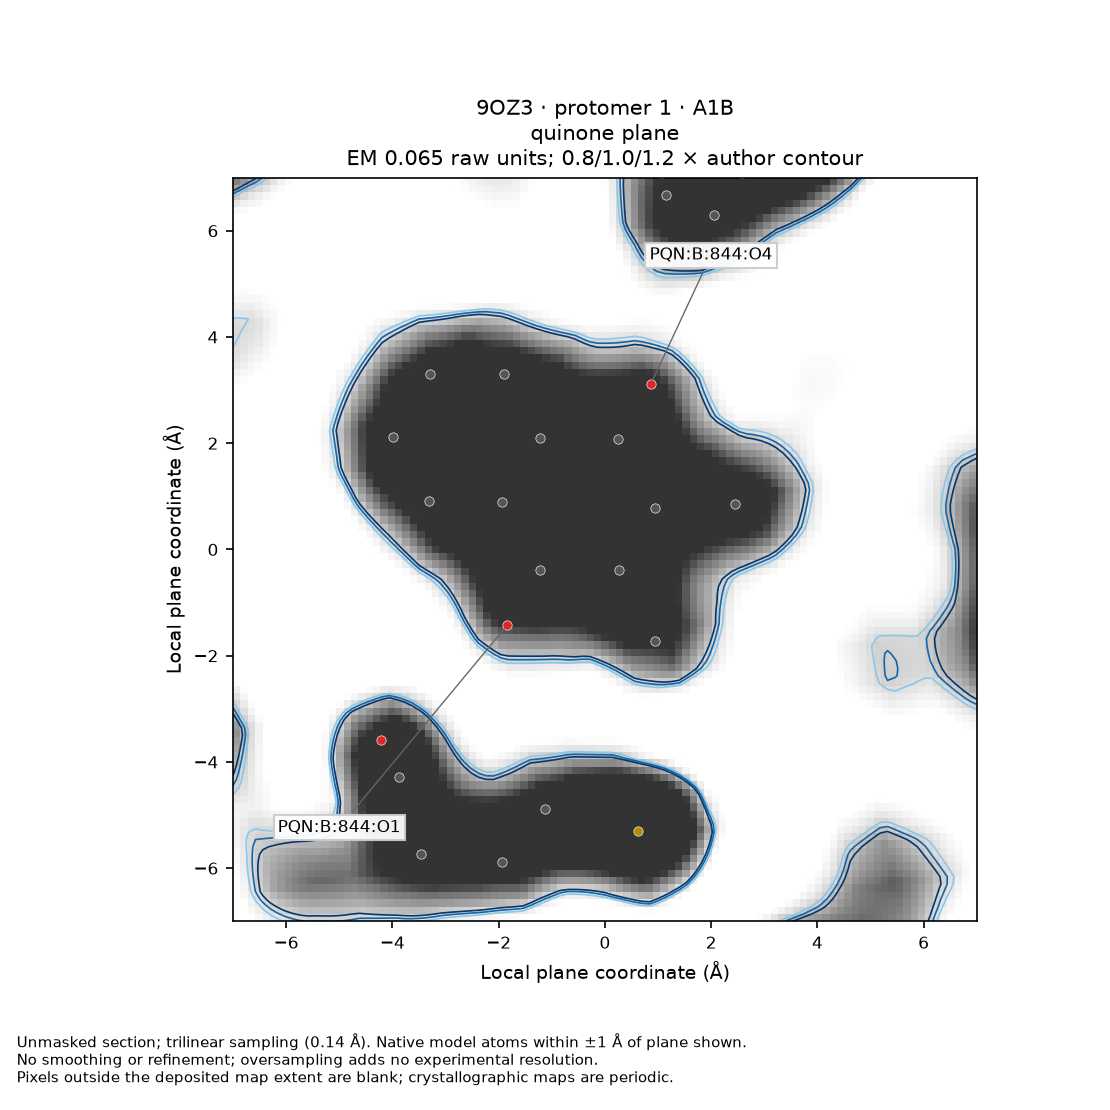 9OZ3 · protomer 1 · A1B
quinone plane
EM 0.065 raw units; 0.8/1.0/1.2 × author contour
6
4
2
0
−2
−4
−6
Local plane coordinate (Å)
PQN:B:844:O4
PQN:B:844:O1
−6
−4
−2
0
2
4
6
Local plane coordinate (Å)
Unmasked section; trilinear sampling (0.14 Å). Native model atoms within ±1 Å of plane shown.
No smoothing or refinement; oversampling adds no experimental resolution.
Pixels outside the deposited map extent are blank; crystallographic maps are periodic.